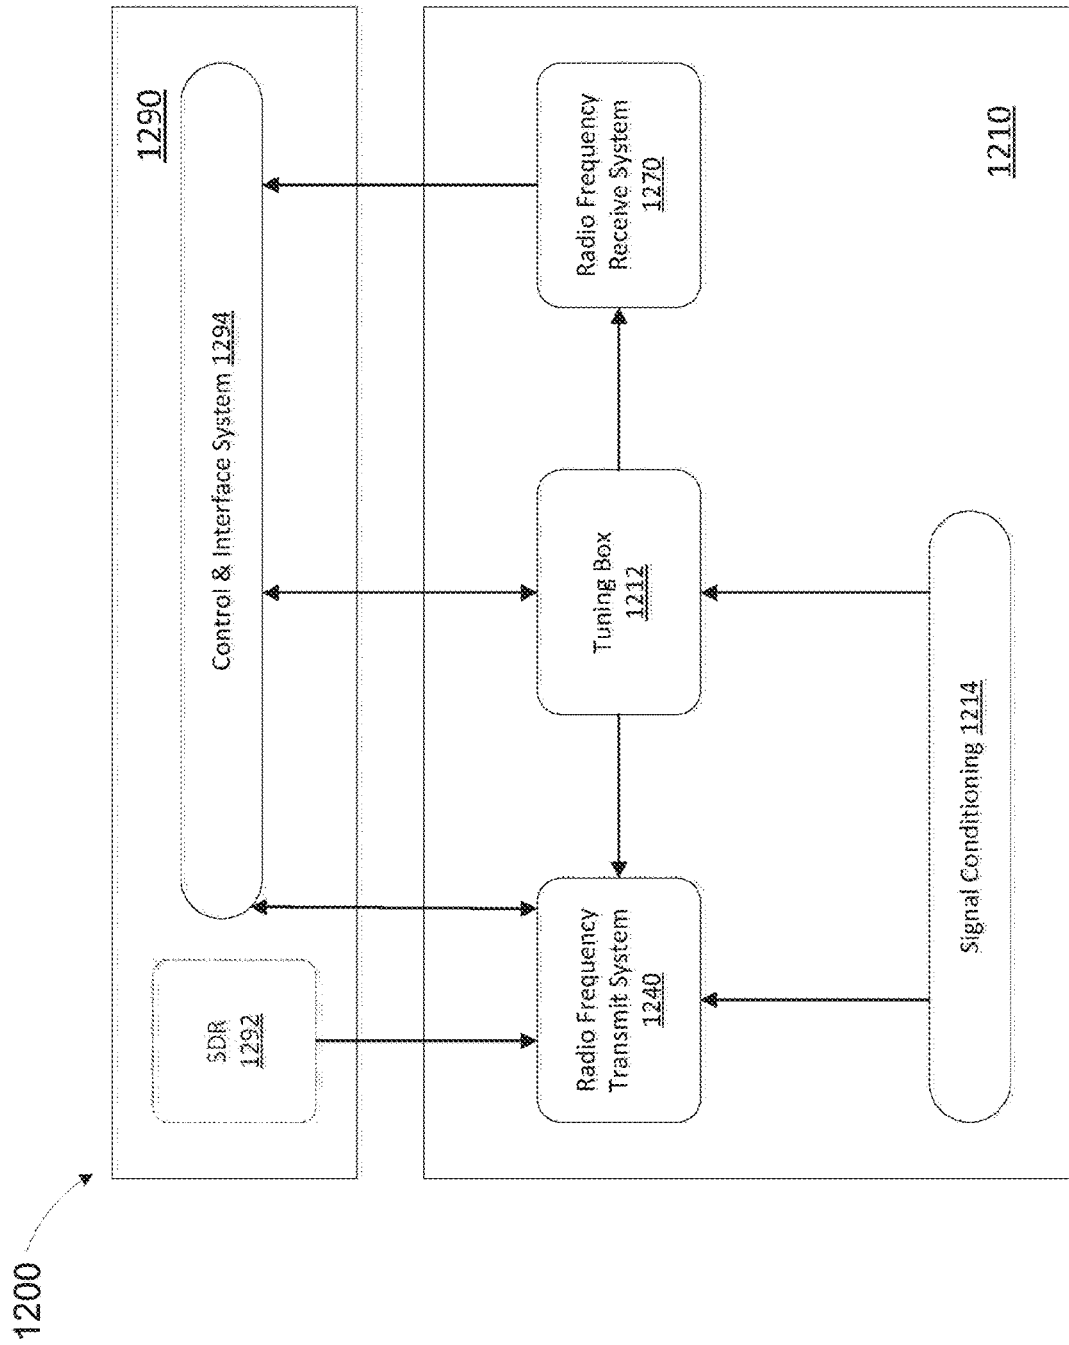 1200
1290
SDR
1292
Control & Interface System 1294
Radio Frequency
Transmit System
1240
Tuning Box
1212
Radio Frequency
Receive System
1270
Signal Conditioning 1214
1210